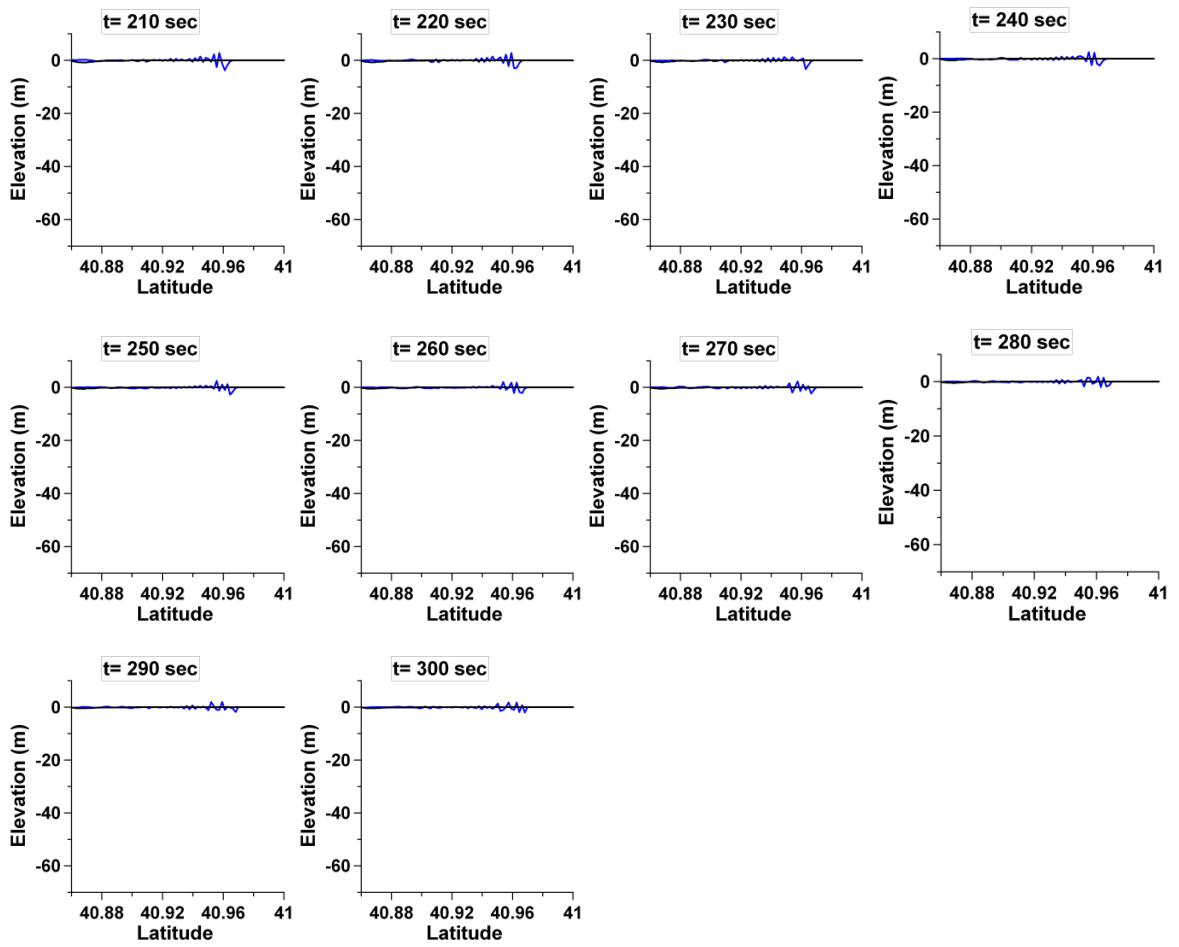 t= 210 sec
t= 220 sec
t= 230 sec
t= 240 sec
0
-20
-40
-60
Elevation (m)
40.88 40.92 40.96 41
Latitude
0
-20
-40
-60
Elevation (m)
40.88 40.92 40.96 41
Latitude
0
-20
-40
-60
Elevation (m)
40.88 40.92 40.96 41
Latitude
0
-20
-40
-60
Elevation (m)
40.88 40.92 40.96 41
Latitude
t= 250 sec
t= 260 sec
t= 270 sec
t= 280 sec
0
-20
-40
-60
Elevation (m)
40.88 40.92 40.96 41
Latitude
0
-20
-40
-60
Elevation (m)
40.88 40.92 40.96 41
Latitude
0
-20
-40
-60
Elevation (m)
40.88 40.92 40.96 41
Latitude
0
-20
-40
-60
Elevation (m)
40.88 40.92 40.96 41
Latitude
t= 290 sec
t= 300 sec
0
-20
-40
-60
Elevation (m)
40.88 40.92 40.96 41
Latitude
0
-20
-40
-60
Elevation (m)
40.88 40.92 40.96 41
Latitude